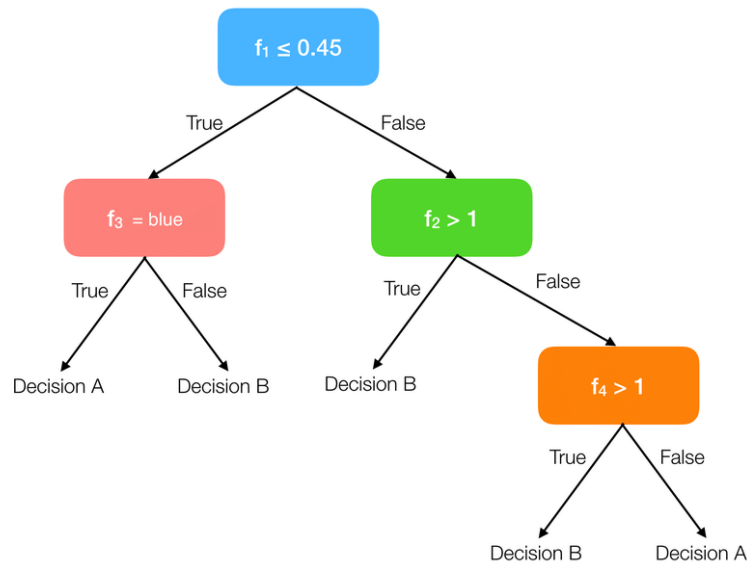 f₁ ≤ 0.45
True
False
f₃ = blue
f₂ > 1
True
False
True
False
Decision A
Decision B
Decision B
f₄ > 1
True
False
Decision B
Decision A